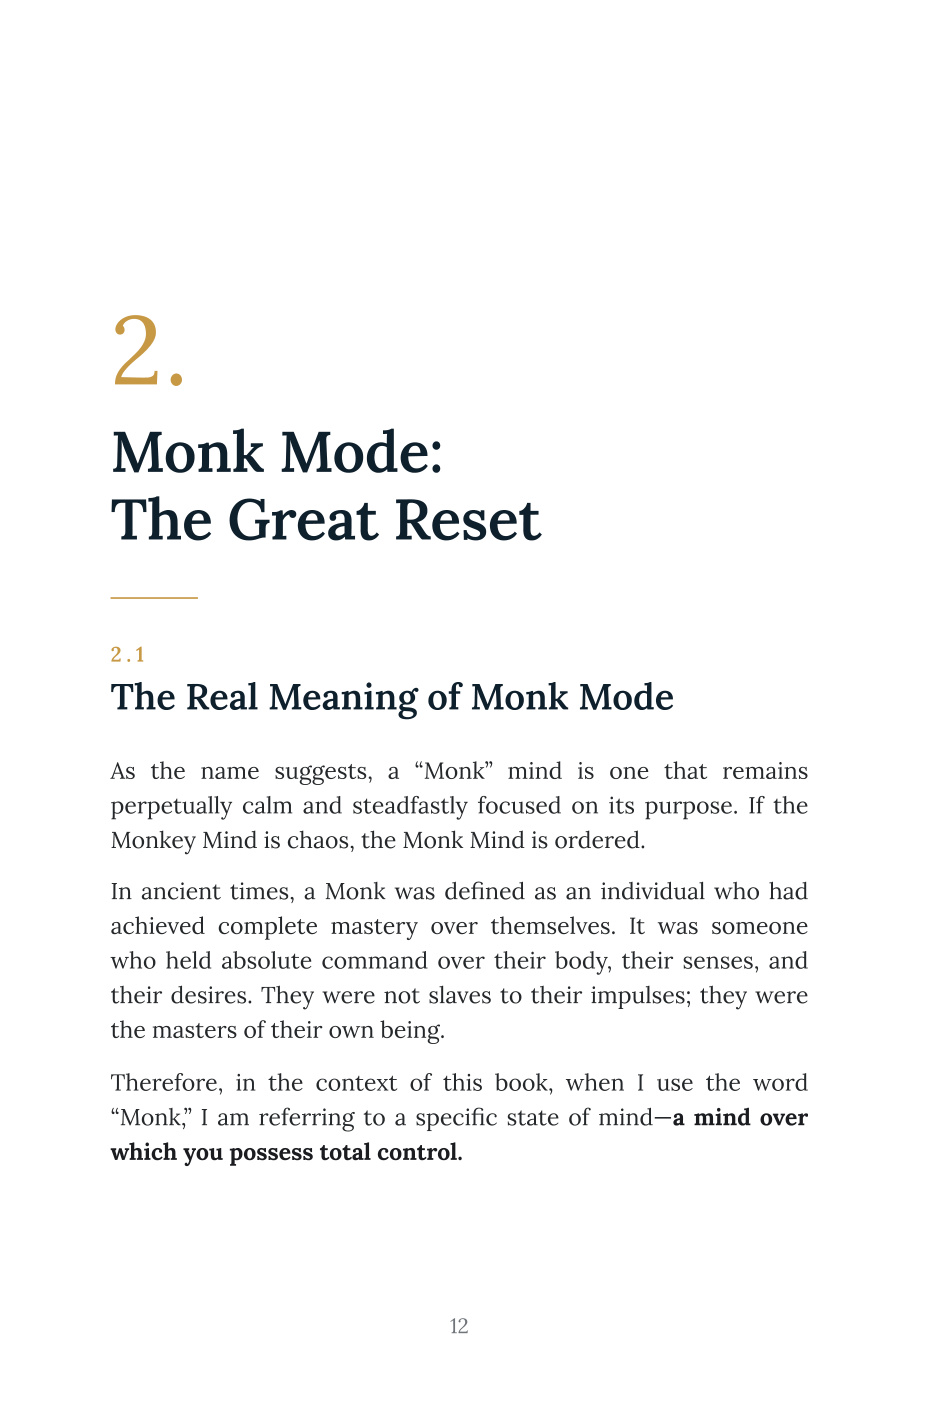 2.
Monk Mode:
The Great Reset
2.1
The Real Meaning of Monk Mode
As the name suggests, a “Monk” mind is one that remains
perpetually calm and steadfastly focused on its purpose. If the
Monkey Mind is chaos, the Monk Mind is ordered.
In ancient times, a Monk was defined as an individual who had
achieved complete mastery over themselves. It was someone
who held absolute command over their body, their senses, and
their desires. They were not slaves to their impulses; they were
the masters of their own being.
Therefore, in the context of this book, when I use the word
“Monk,” I am referring to a specific state of mind—a mind over
which you possess total control.
12